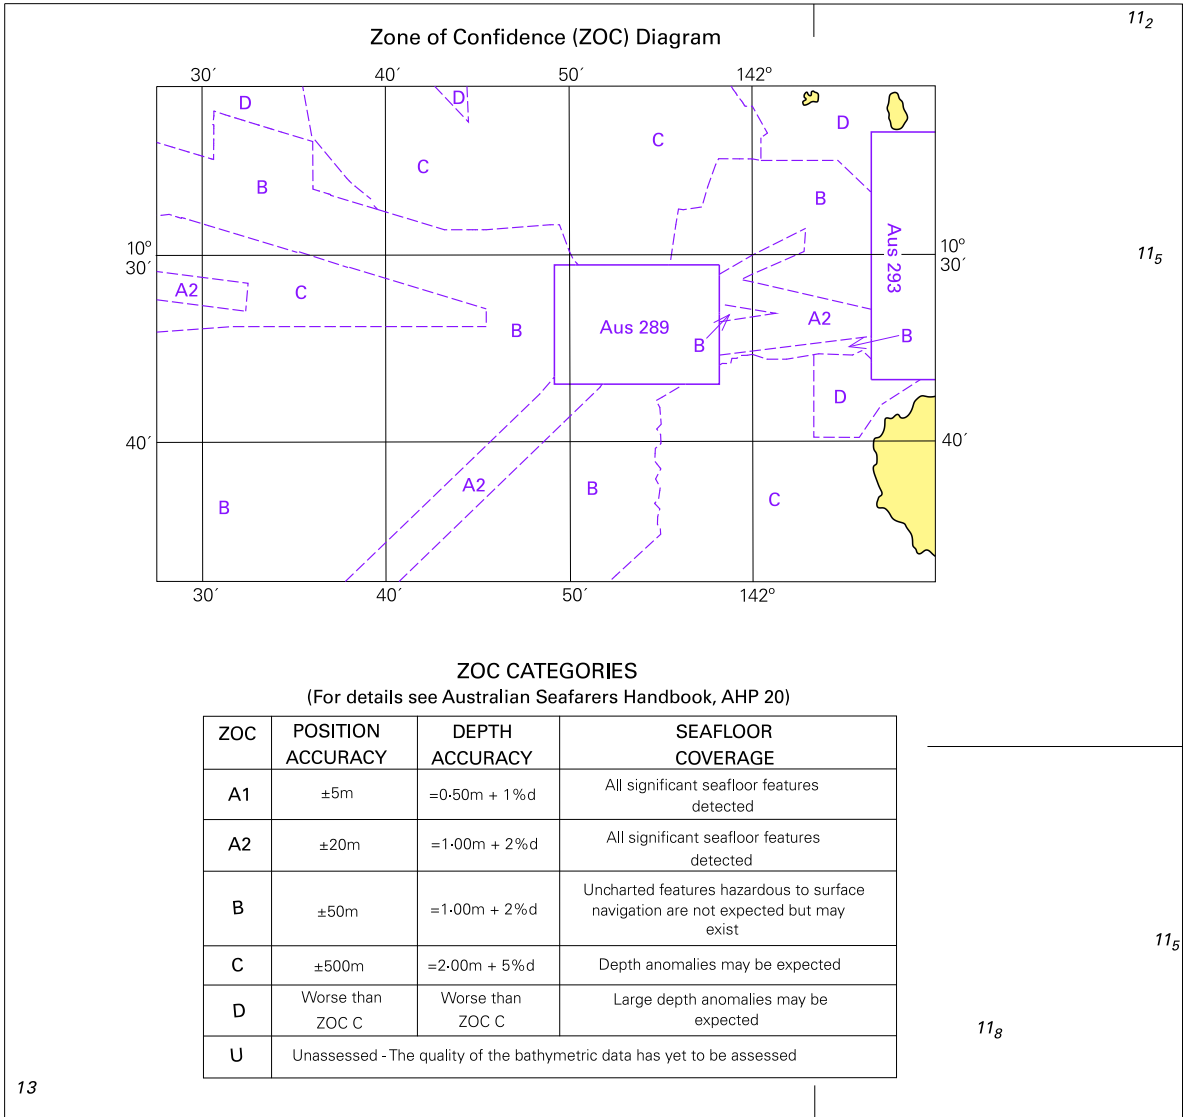 11₂
Zone of Confidence (ZOC) Diagram
30´ 40´ 50´ 142º
D D D
C C
B B
Aus 293
10º 10º
30´ 30´
11₅
A2 C
Aus 289
A2
B B B
D
40´ 40´
A2 B C
B
30´ 40´ 50´ 142º
ZOC CATEGORIES
(For details see Australian Seafarers Handbook, AHP 20)
ZOC POSITION DEPTH SEAFLOOR
ACCURACY ACCURACY COVERAGE
A1 ±5m =0·50m + 1%d All significant seafloor features
detected
A2 ±20m =1·00m + 2%d All significant seafloor features
detected
B ±50m =1·00m + 2%d Uncharted features hazardous to surface
navigation are not expected but may
exist
11₅
C ±500m =2·00m + 5%d Depth anomalies may be expected
D Worse than Worse than Large depth anomalies may be
ZOC C ZOC C expected
11₈
U Unassessed - The quality of the bathymetric data has yet to be assessed
13